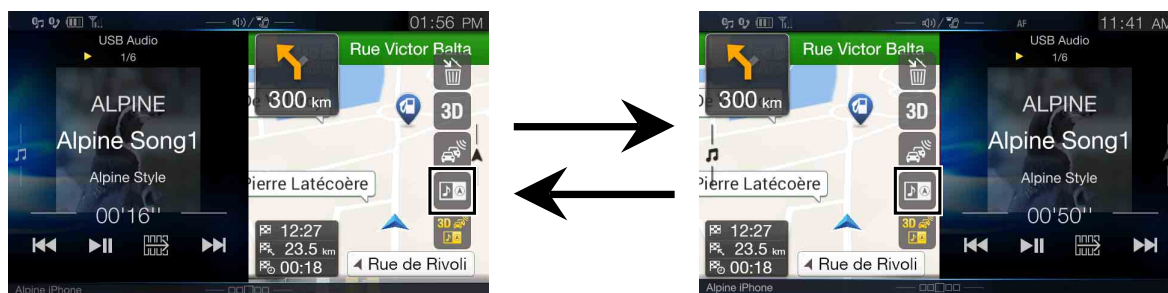 01:56 PM
USB Audio
1/6
ALPINE
Alpine Song1
Alpine Style
00'16''
Alpine iPhone
Rue Victor Balta
300 km
3D
Pierre Latécoère
12:27
23.5 km
00:18
Rue de Rivoli
3D
AF
11:41 AM
Rue Victor Balta
300 km
3D
Pierre Latécoère
12:27
23.5 km
00:18
Rue de Rivoli
3D
Alpine iPhone
USB Audio
1/6
ALPINE
Alpine Song1
Alpine Style
00'50''